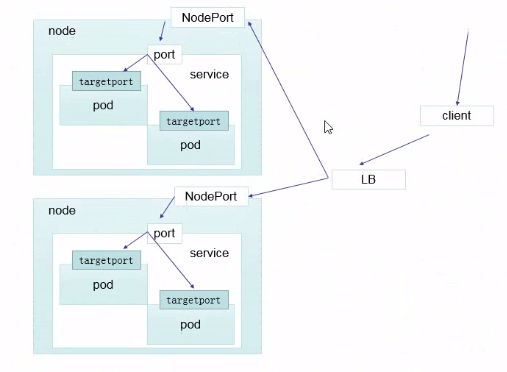 NodePort
node
port
service
targetport
pod
targetport
pod
client
LB
NodePort
node
port
service
targetport
pod
targetport
pod